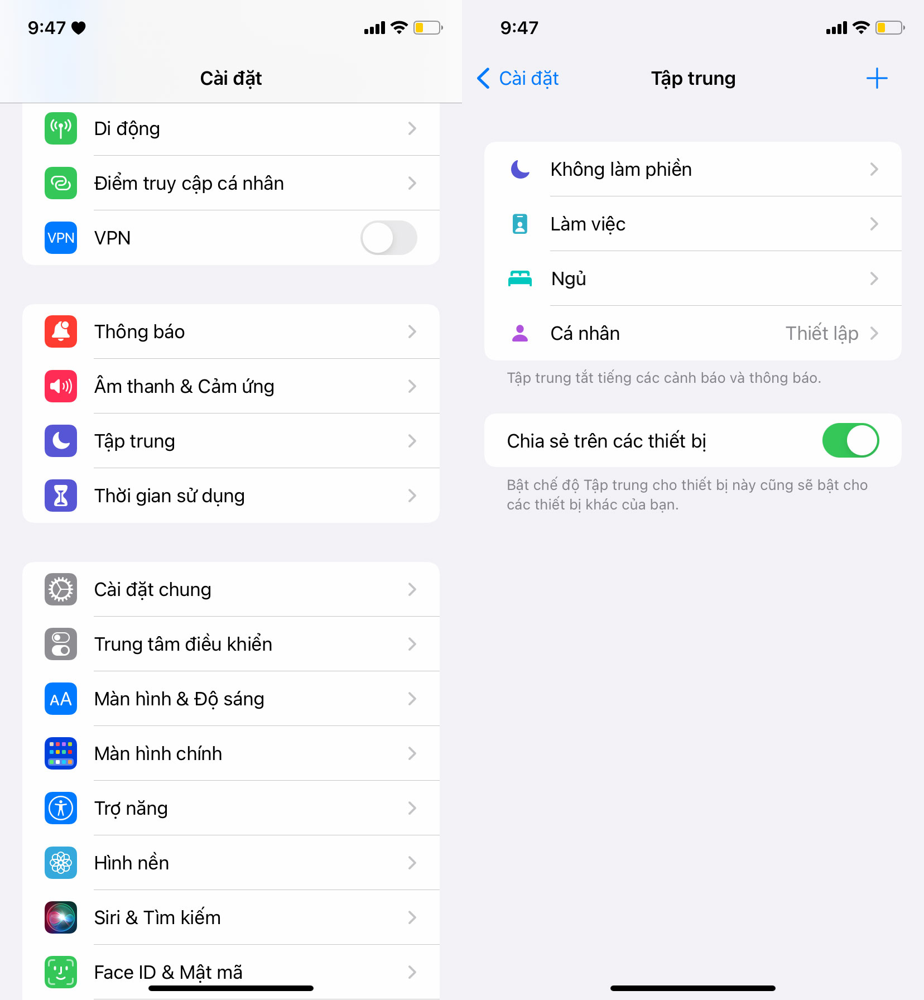 9:47
Cài đặt
Di động
Điểm truy cập cá nhân
VPN VPN
Thông báo
Âm thanh & Cảm ứng
Tập trung
Thời gian sử dụng
Cài đặt chung
Trung tâm điều khiển
AA Màn hình & Độ sáng
Màn hình chính
Trợ năng
Hình nền
Siri & Tìm kiếm
Face ID & Mật mã
9:47
Cài đặt Tập trung
Không làm phiền
Làm việc
Ngủ
Cá nhân Thiết lập
Tập trung tắt tiếng các cảnh báo và thông báo.
Chia sẻ trên các thiết bị
Bật chế độ Tập trung cho thiết bị này cũng sẽ bật cho
các thiết bị khác của bạn.